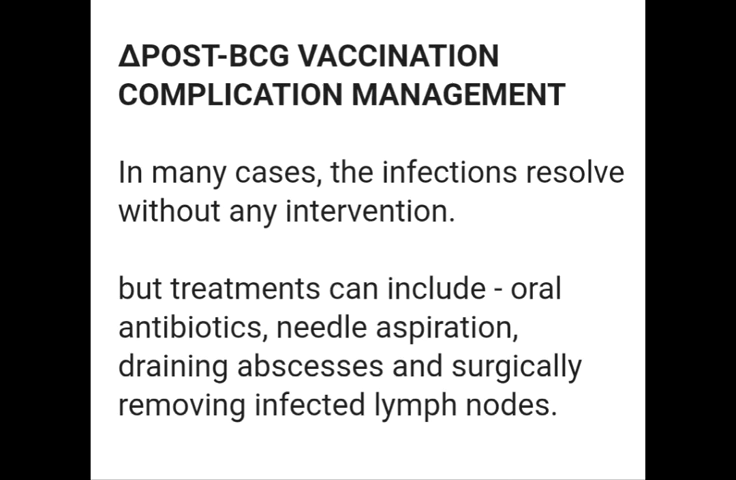 ΔPOST-BCG VACCINATION
COMPLICATION MANAGEMENT
In many cases, the infections resolve
without any intervention.
but treatments can include - oral
antibiotics, needle aspiration,
draining abscesses and surgically
removing infected lymph nodes.